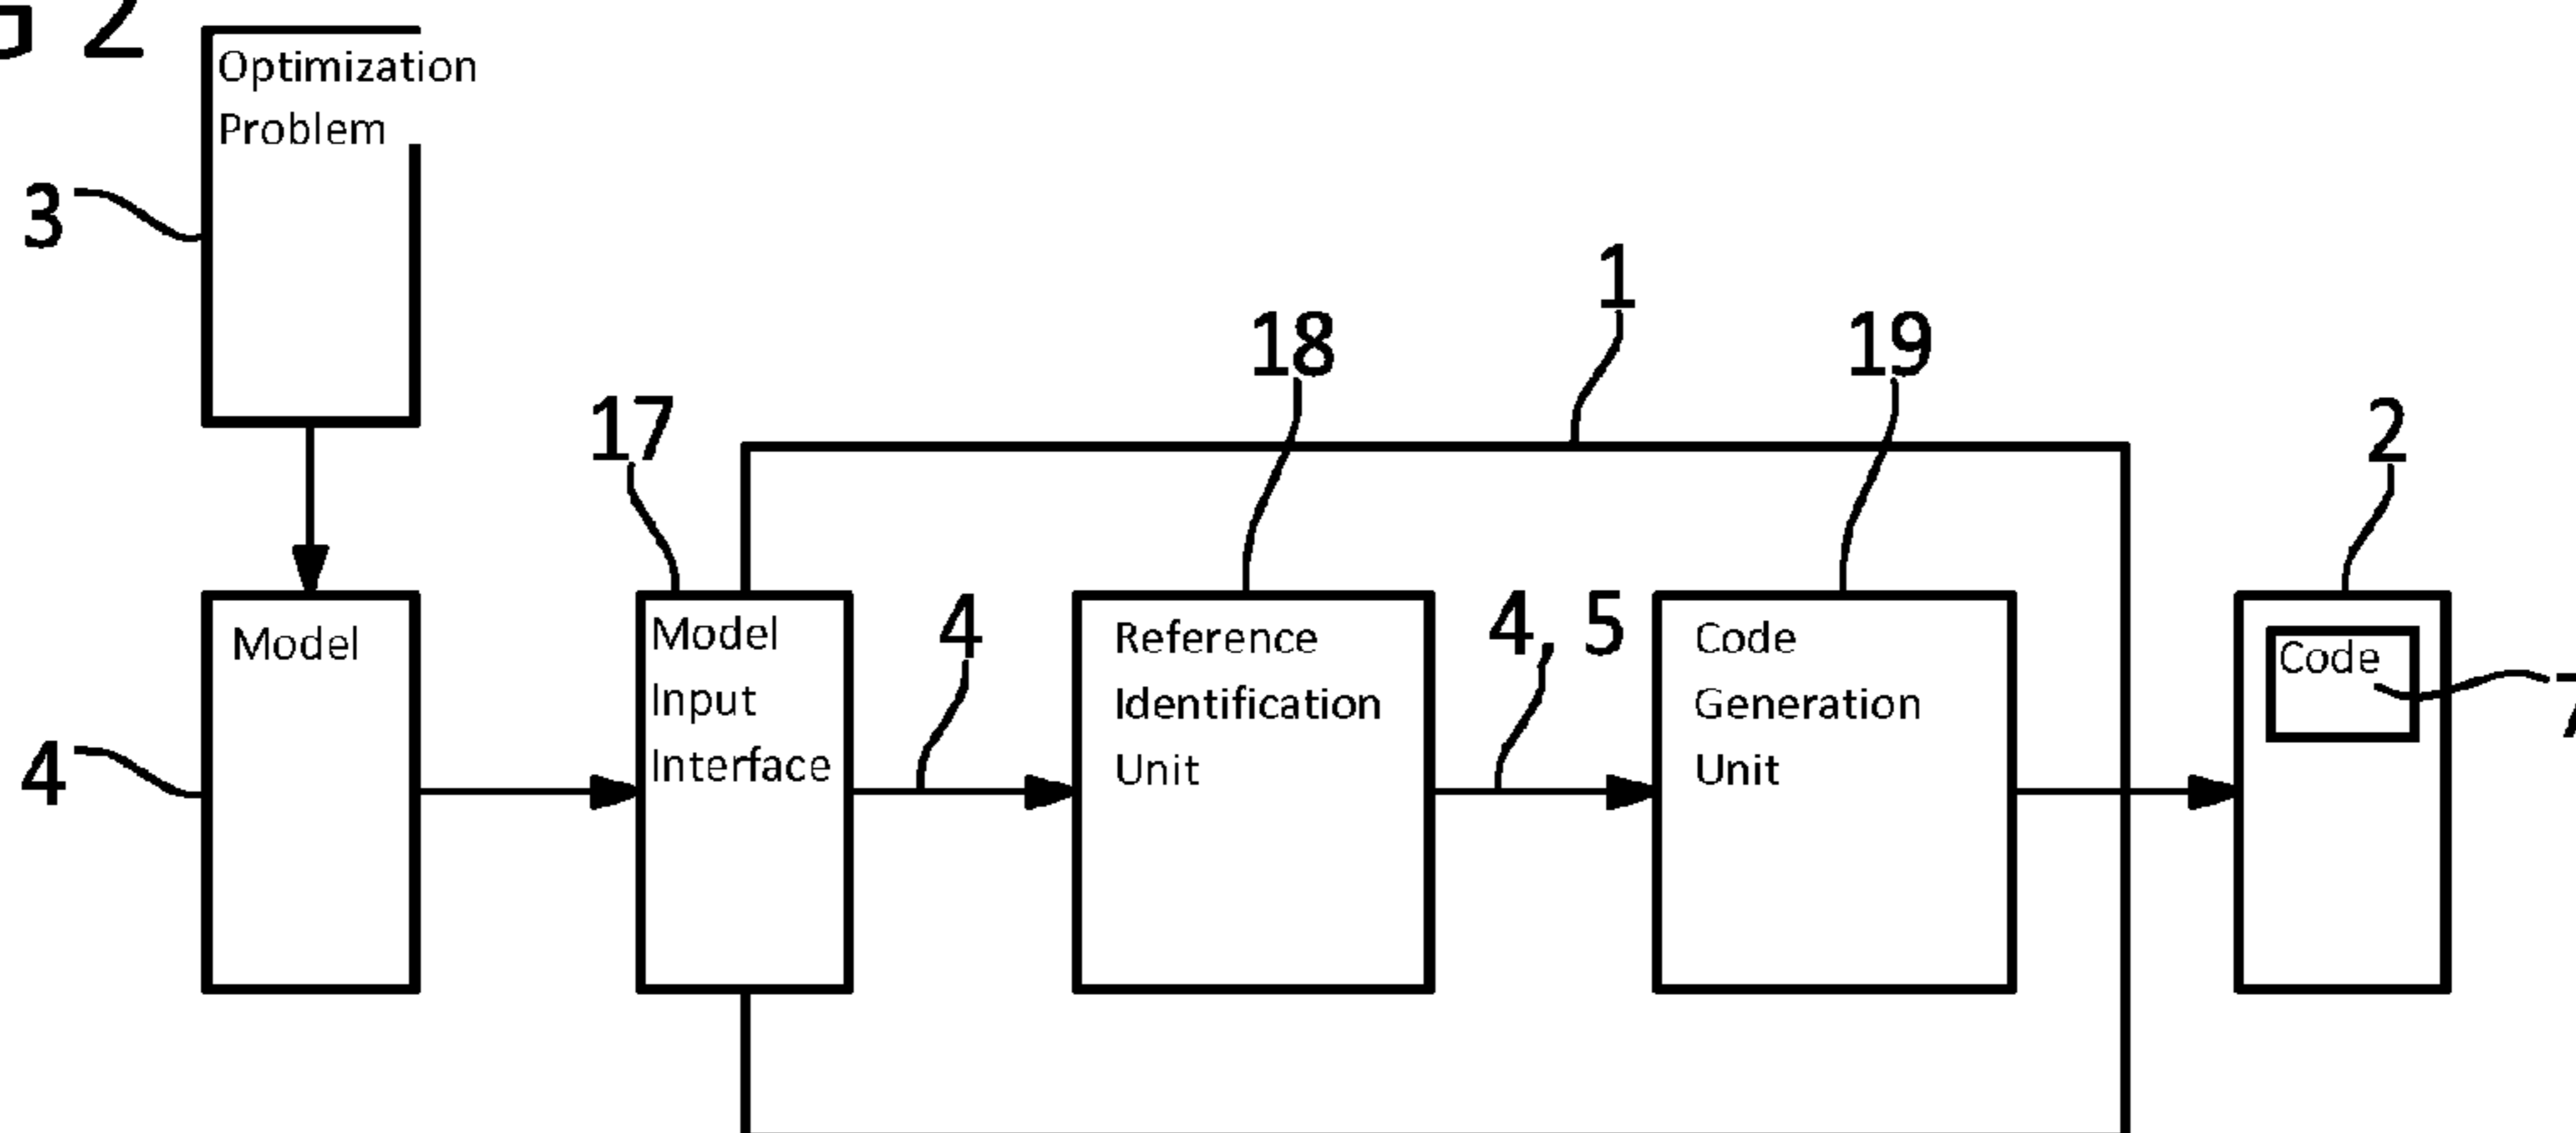 G 2
Optimization
Problem
3
1
18
19
17
2
Model
4
Model
Input
Interface
4
Reference
Identification
Unit
4, 5
Code
Generation
Unit
Code